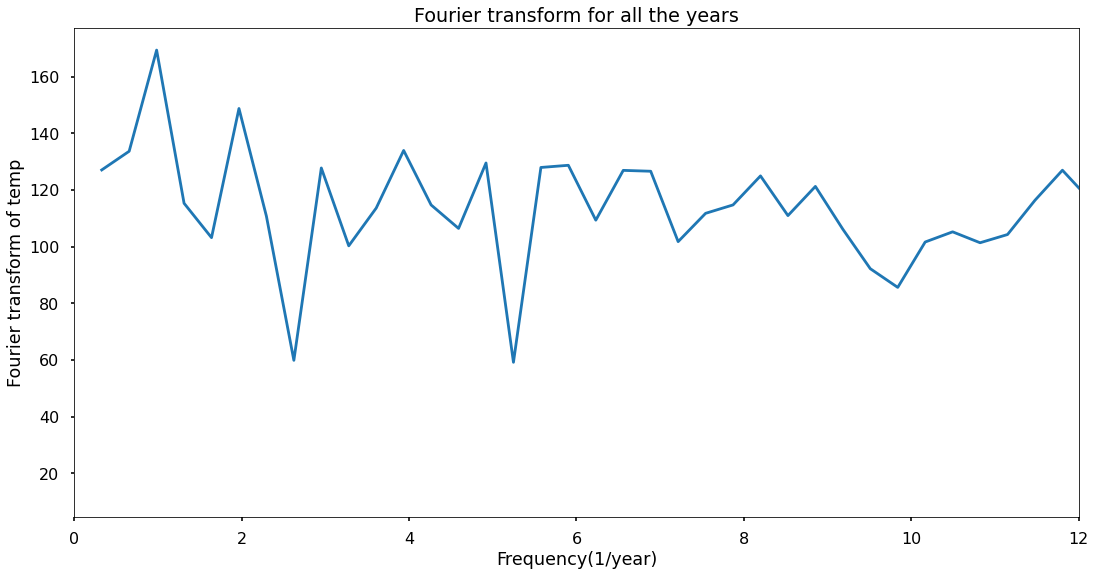 Fourier transform for all the years
Fourier transform of temp
160
140
120
100
80
60
40
20
0 2 4 6 8 10 12
Frequency(1/year)